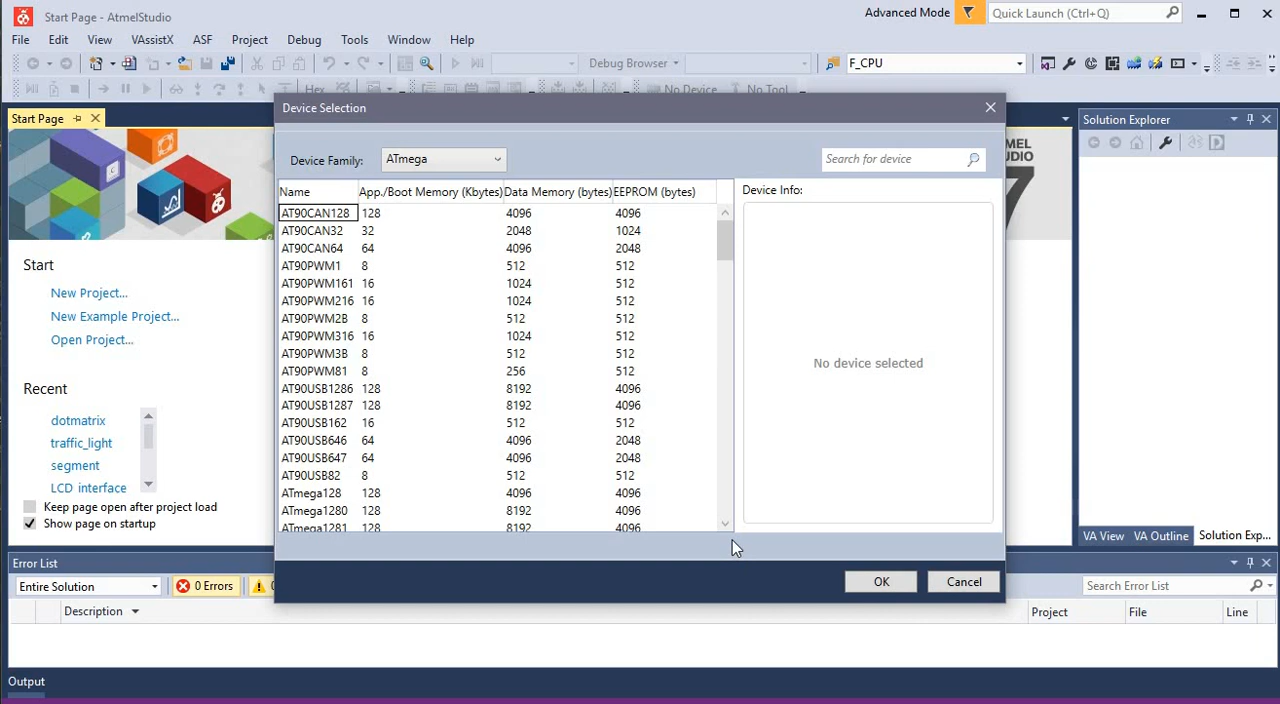 Start Page - AtmelStudio
Advanced Mode
Quick Launch (Ctrl+Q)
File Edit View VAssistX ASF Project Debug Tools Window Help
Debug Browser
F_CPU
Hex
No Device
No Tool
Start Page
Device Selection
Solution Explorer
Device Family: ATmega
Search for device
Name App./Boot Memory (Kbytes) Data Memory (bytes) EEPROM (bytes)
Device Info:
AT90CAN128 128 4096 4096
AT90CAN32 32 2048 1024
AT90CAN64 64 4096 2048
AT90PWM1 8 512 512
AT90PWM161 16 1024 512
AT90PWM216 16 1024 512
AT90PWM2B 8 512 512
AT90PWM316 16 1024 512
AT90PWM3B 8 512 512
AT90PWM81 8 256 512
AT90USB1286 128 8192 4096
AT90USB1287 128 8192 4096
AT90USB162 16 512 512
AT90USB646 64 4096 2048
AT90USB647 64 4096 2048
AT90USB82 8 512 512
ATmega128 128 4096 4096
ATmega1280 128 8192 4096
ATmega1281 128 8192 4096
No device selected
OK
Cancel
7
Start
New Project...
New Example Project...
Open Project...
Recent
dotmatrix
traffic_light
segment
LCD interface
Keep page open after project load
Show page on startup
VA View VA Outline Solution Exp...
Error List
Entire Solution
0 Errors
Search Error List
Description
Project File Line
Output